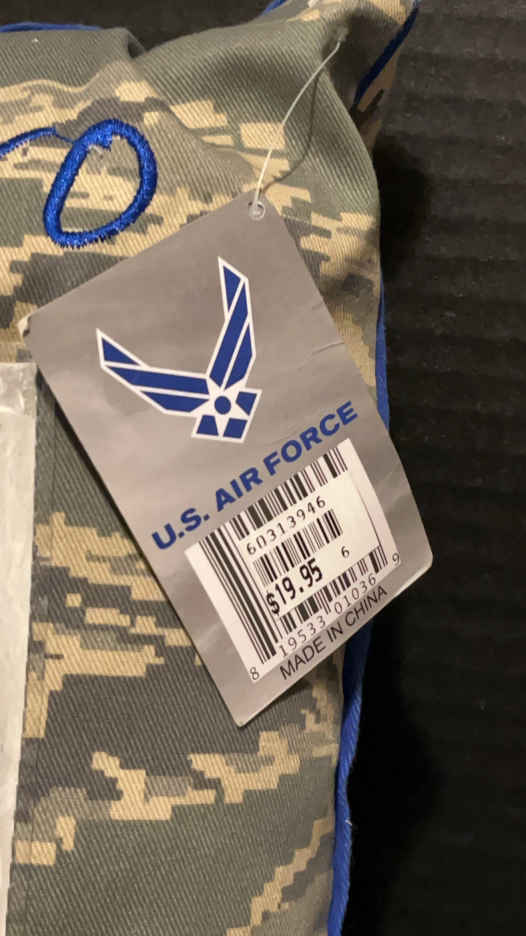 U.S. AIR FORCE
60313946
$19.95
6
8 19533 01036 9
MADE IN CHINA